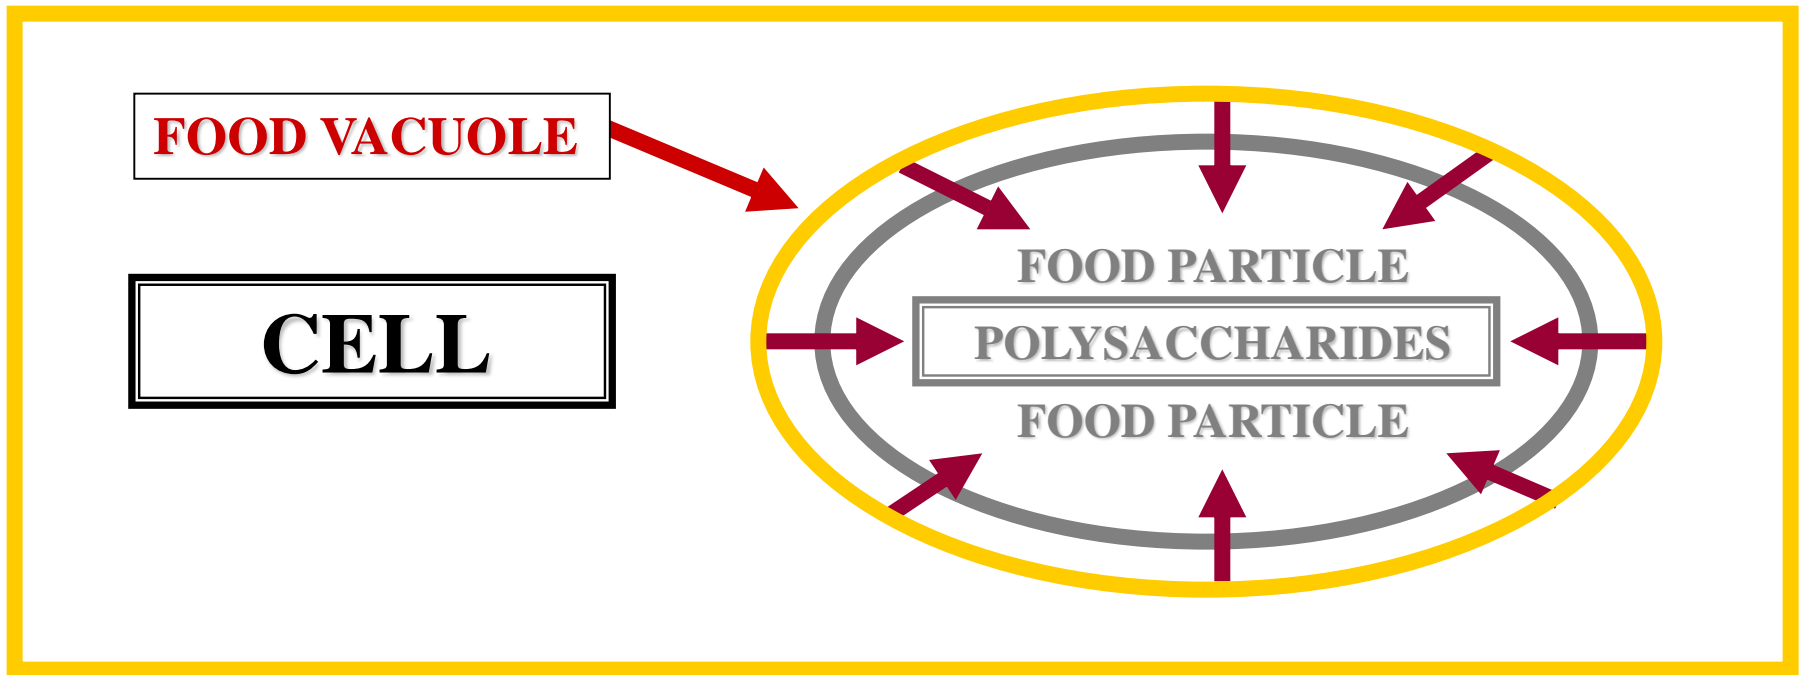 FOOD VACUOLE
CELL
FOOD PARTICLE
POLYSACCHARIDES
FOOD PARTICLE